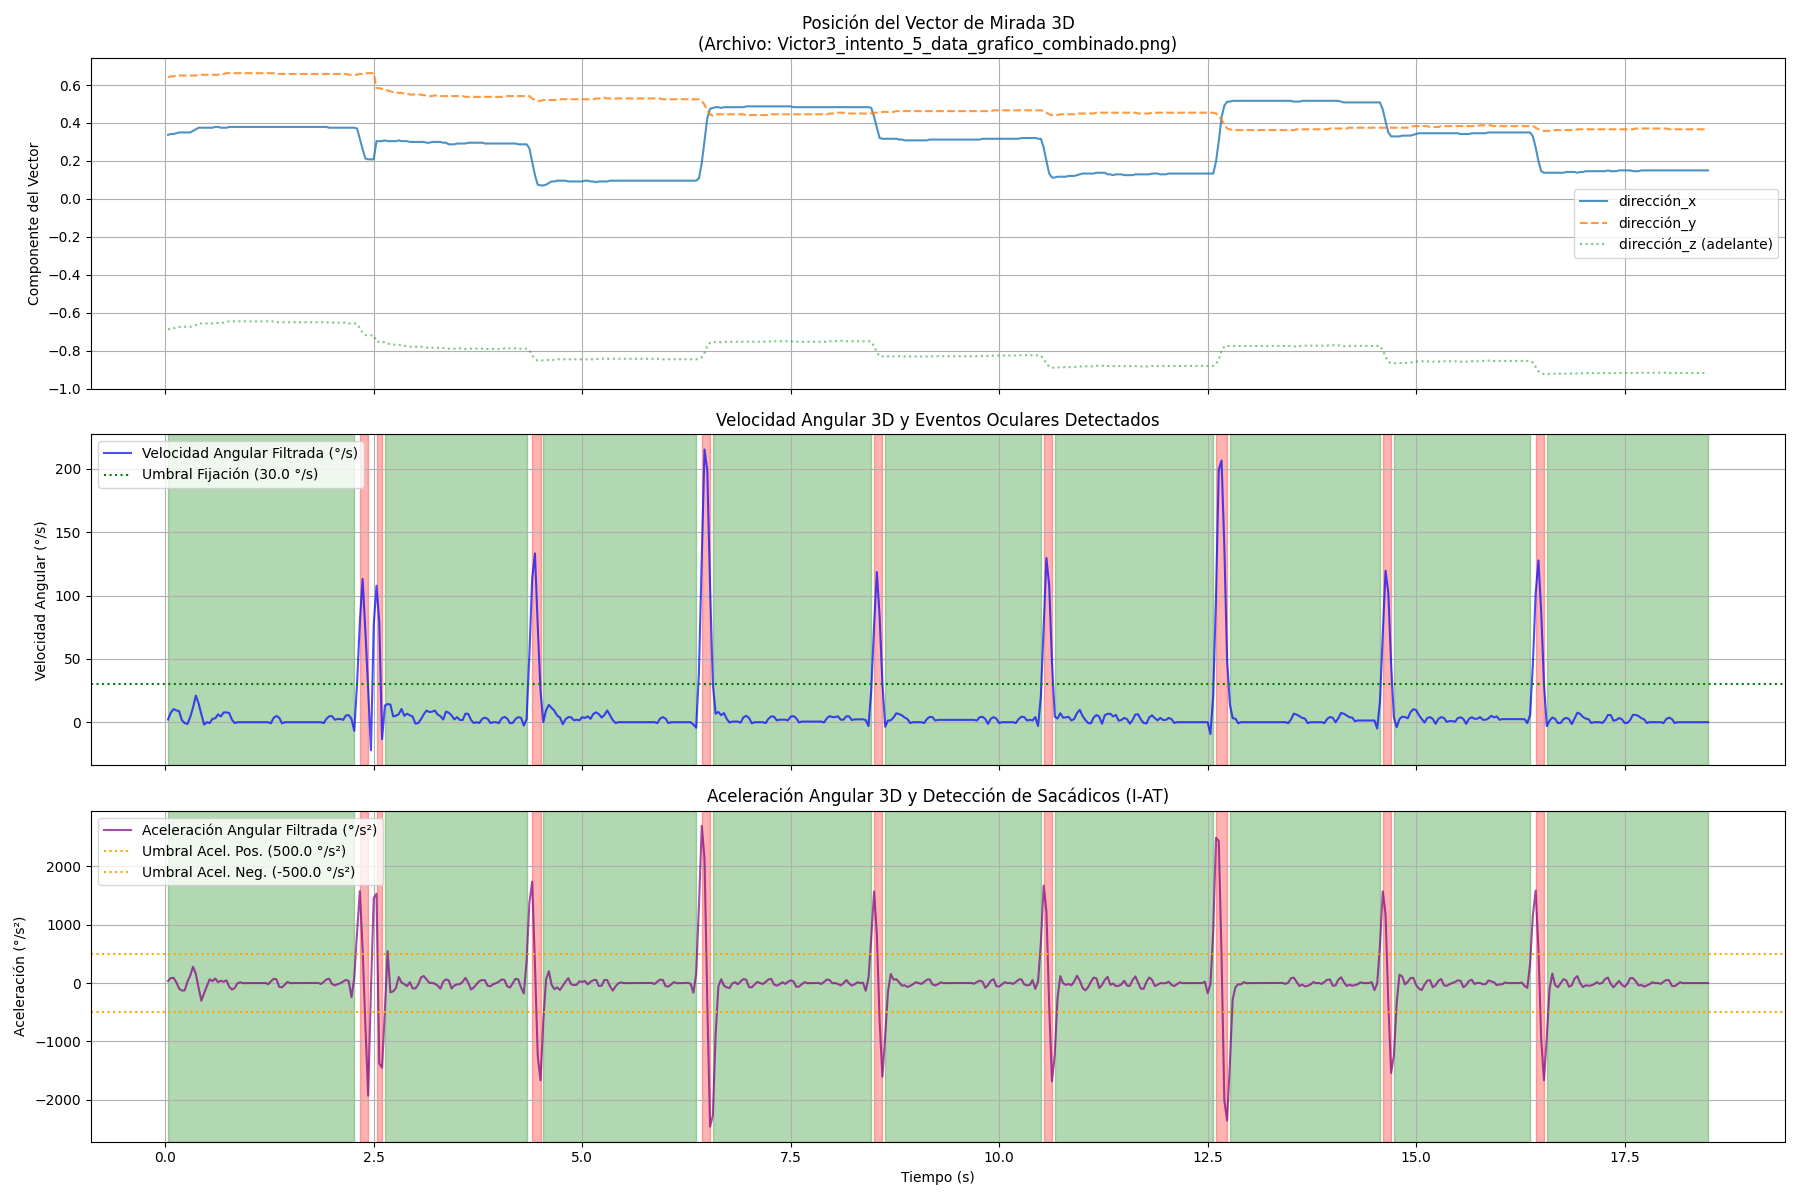 Posición del Vector de Mirada 3D
(Archivo: Victor3_intento_5_data_grafico_combinado.png)
Componente del Vector
0.6
0.4
0.2
0.0
−0.2
−0.4
−0.6
−0.8
−1.0
dirección_x
dirección_y
dirección_z (adelante)
Velocidad Angular 3D y Eventos Oculares Detectados
Velocidad Angular (°/s)
200
150
100
50
0
Velocidad Angular Filtrada (°/s)
Umbral Fijación (30.0 °/s)
Aceleración Angular 3D y Detección de Sacádicos (I-AT)
Aceleración (°/s²)
2000
1000
0
−1000
−2000
Aceleración Angular Filtrada (°/s²)
Umbral Acel. Pos. (500.0 °/s²)
Umbral Acel. Neg. (-500.0 °/s²)
0.0 2.5 5.0 7.5 10.0 12.5 15.0 17.5
Tiempo (s)